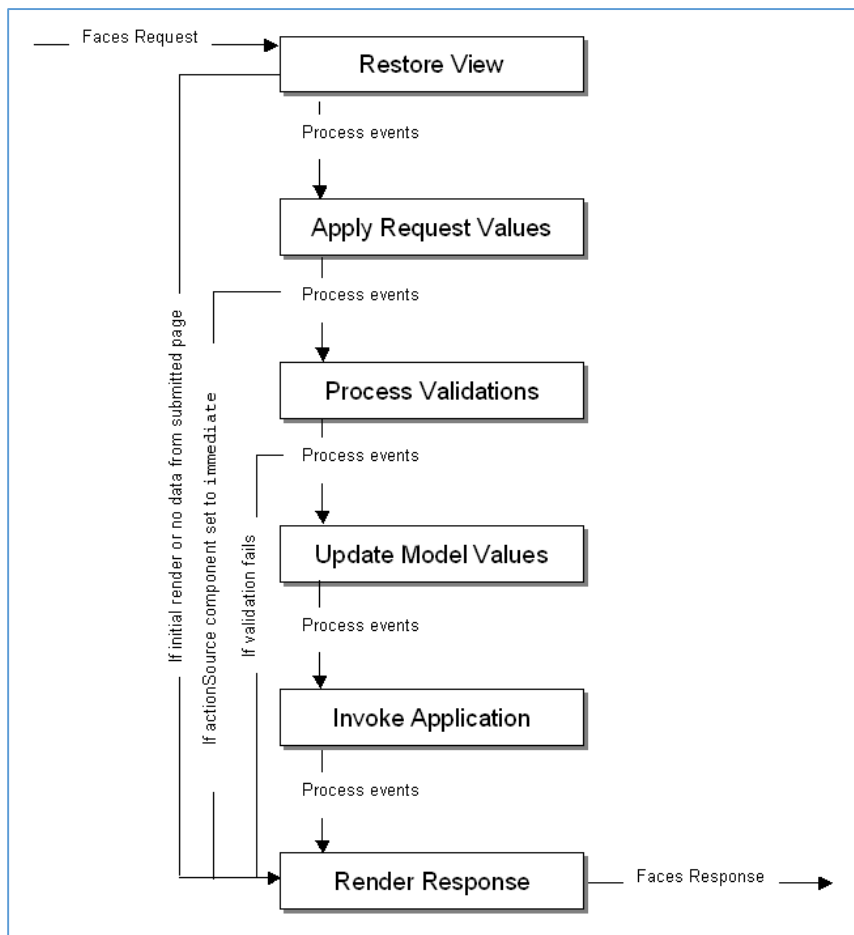 Faces Request
Restore View
Process events
Apply Request Values
Process events
Process Validations
Process events
Update Model Values
Process events
Invoke Application
Process events
Render Response
Faces Response
If initial render or no data from submitted page
If actionSource component set to immediate
If validation fails